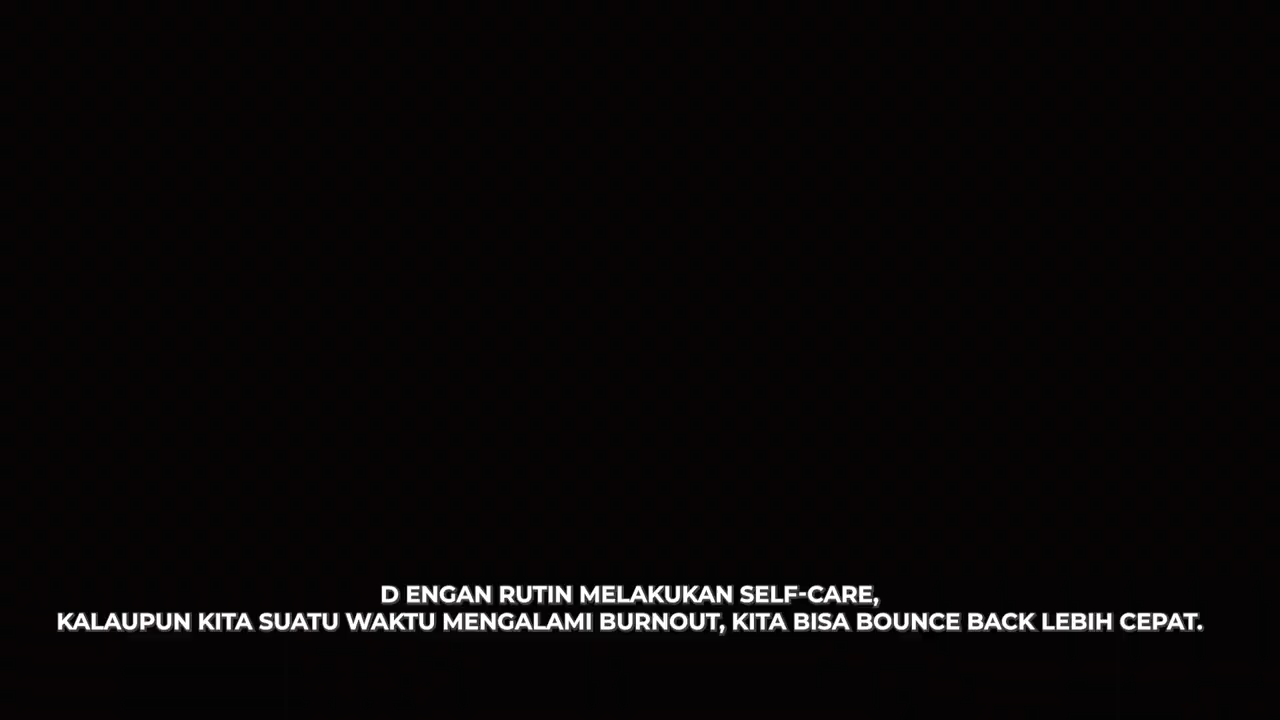 D ENGAN RUTIN MELAKUKAN SELF-CARE,
KALAUPUN KITA SUATU WAKTU MENGALAMI BURNOUT, KITA BISA BOUNCE BACK LEBIH CEPAT.